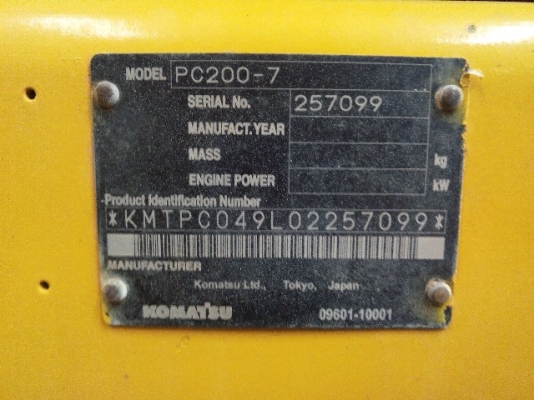 MODEL PC200-7
SERIAL No. 257099
MANUFACT.YEAR
MASS kg
ENGINE POWER kW
Product Identification Number
*KMTPC049L02257099*
MANUFACTURER
Komatsu Ltd., Tokyo, Japan
KOMATSU 09601-10001